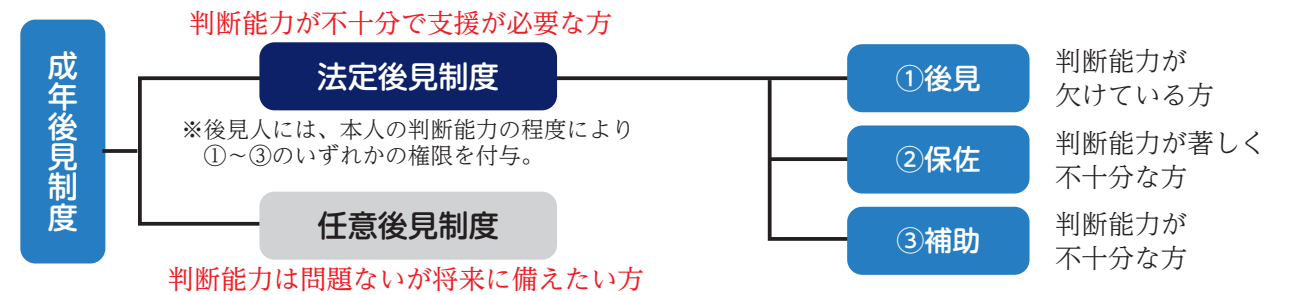 成年後見制度
判断能力が不十分で支援が必要な方
法定後見制度
※後見人には、本人の判断能力の程度により
①〜③のいずれかの権限を付与。
任意後見制度
判断能力は問題ないが将来に備えたい方
①後見
判断能力が
欠けている方
②保佐
判断能力が著しく
不十分な方
③補助
判断能力が
不十分な方